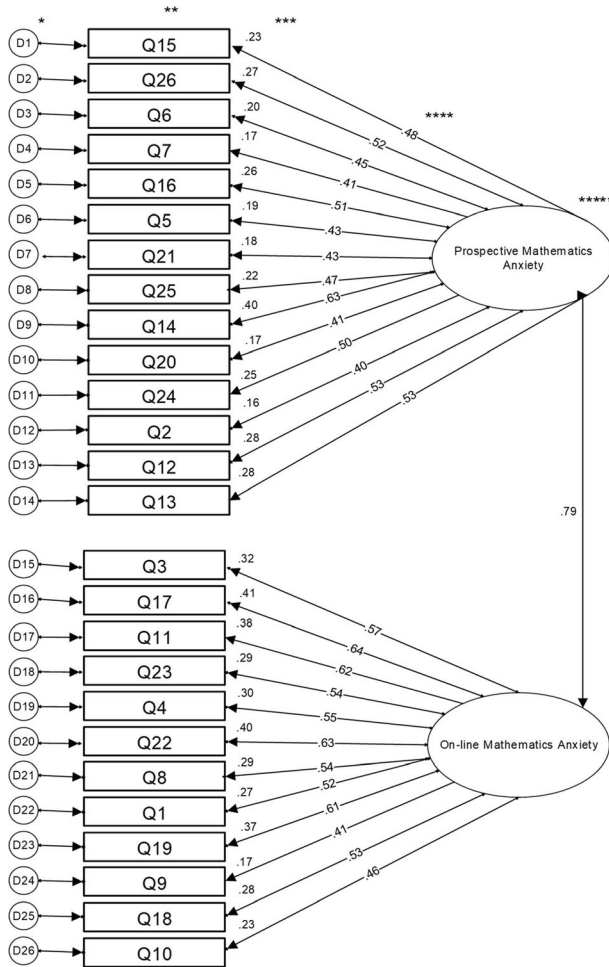 * ** ***
D1 Q15 .23
D2 Q26 .27
D3 Q6 .20 ****
.48
.52
D4 Q7 .17
.45
.41
D5 Q16 .26
.51
*****
D6 Q5 .19
.43
D7 Q21 .18
.43
Prospective Mathematics
Anxiety
D8 Q25 .22
.47
D9 Q14 .40
.63
D10 Q20 .17
.41
D11 Q24 .25
.50
D12 Q2 .16
.40
D13 Q12 .28
.53
D14 Q13 .28
.53
.79
D15 Q3 .32
.57
D16 Q17 .41
.64
D17 Q11 .38
.62
D18 Q23 .29
.54
D19 Q4 .30
.55
D20 Q22 .40
.63
On-line Mathematics Anxiety
D21 Q8 .29
.54
D22 Q1 .27
.52
D23 Q19 .37
.61
D24 Q9 .17
.41
D25 Q18 .28
.53
D26 Q10 .23
.46